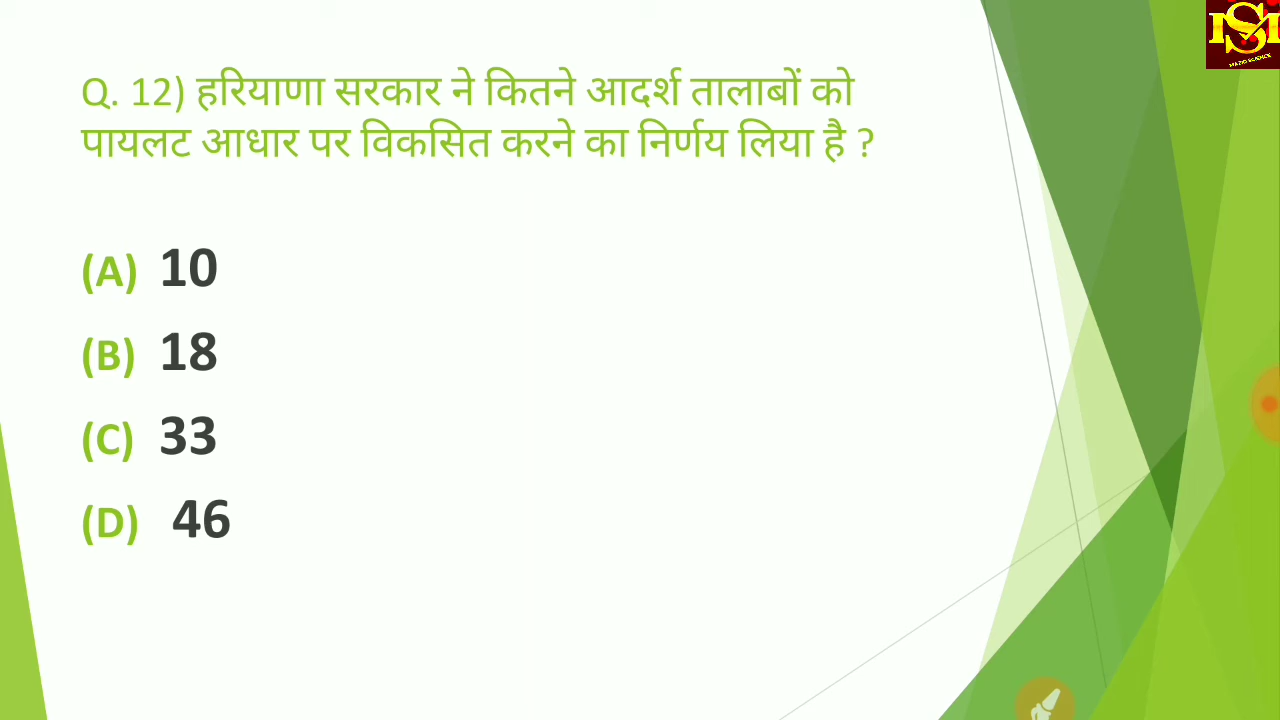 Q. 12) हरियाणा सरकार ने कितने आदर्श तालाबों को
पायलट आधार पर विकसित करने का निर्णय लिया है ?
(A) 10
(B) 18
(C) 33
(D) 46